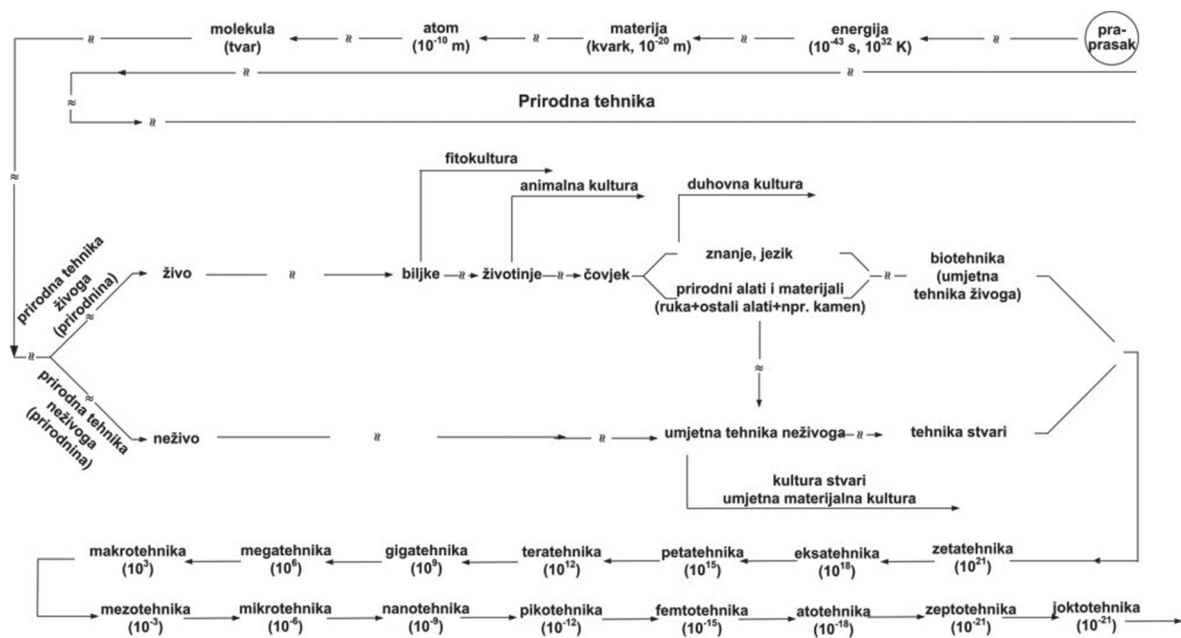 molekula
(tvar)
atom
(10⁻¹⁰ m)
materija
(kvark, 10⁻²⁰ m)
energija
(10⁻⁴³ s, 10³² K)
pra-
prasak
Prirodna tehnika
fitokultura
animalna kultura
duhovna kultura
prirodna tehnika
živoga
(prirodnina)
živo
biljke
životinje
čovjek
znanje, jezik
prirodni alati i materijali
(ruka+ostali alati+npr. kamen)
biotehnika
(umjetna
tehnika živoga)
prirodna tehnika
neživoga
(prirodnina)
neživo
umjetna tehnika neživoga
tehnika stvari
kultura stvari
umjetna materijalna kultura
makrotehnika
(10³)
megatehnika
(10⁶)
gigatehnika
(10⁹)
teratehnika
(10¹²)
petatehnika
(10¹⁵)
eksatehnika
(10¹⁸)
zetatehnika
(10²¹)
mezotehnika
(10⁻³)
mikrotehnika
(10⁻⁶)
nanotehnika
(10⁻⁹)
pikotehnika
(10⁻¹²)
femtotehnika
(10⁻¹⁵)
atotehnika
(10⁻¹⁸)
zeptotehnika
(10⁻²¹)
joktotehnika
(10⁻²¹)